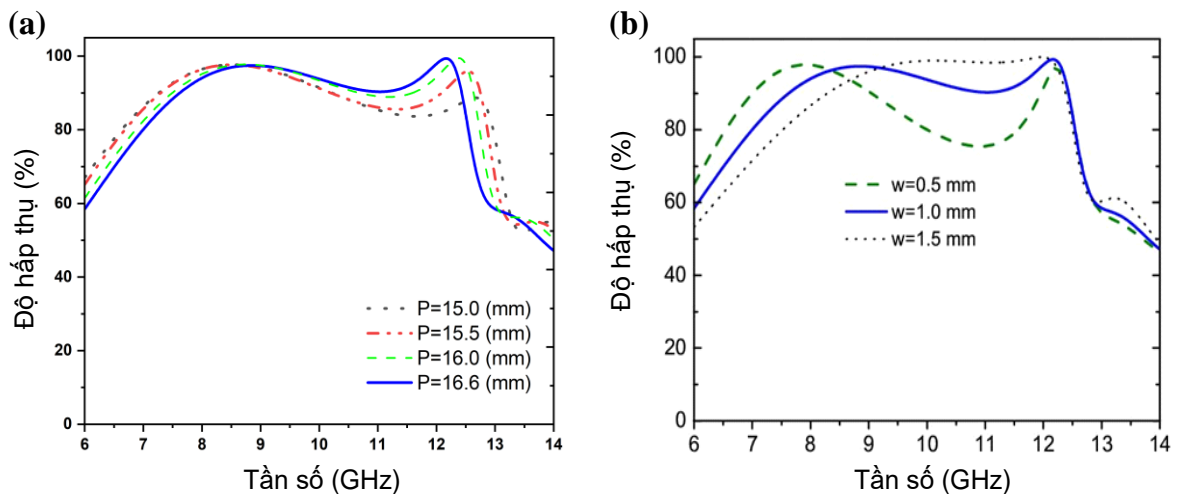 (a)
100
80
60
40
20
0
Độ hấp thụ (%)
P=15.0 (mm)
P=15.5 (mm)
P=16.0 (mm)
P=16.6 (mm)
6 7 8 9 10 11 12 13 14
Tần số (GHz)
(b)
100
80
60
40
20
0
Độ hấp thụ (%)
w=0.5 mm
w=1.0 mm
w=1.5 mm
6 7 8 9 10 11 12 13 14
Tần số (GHz)